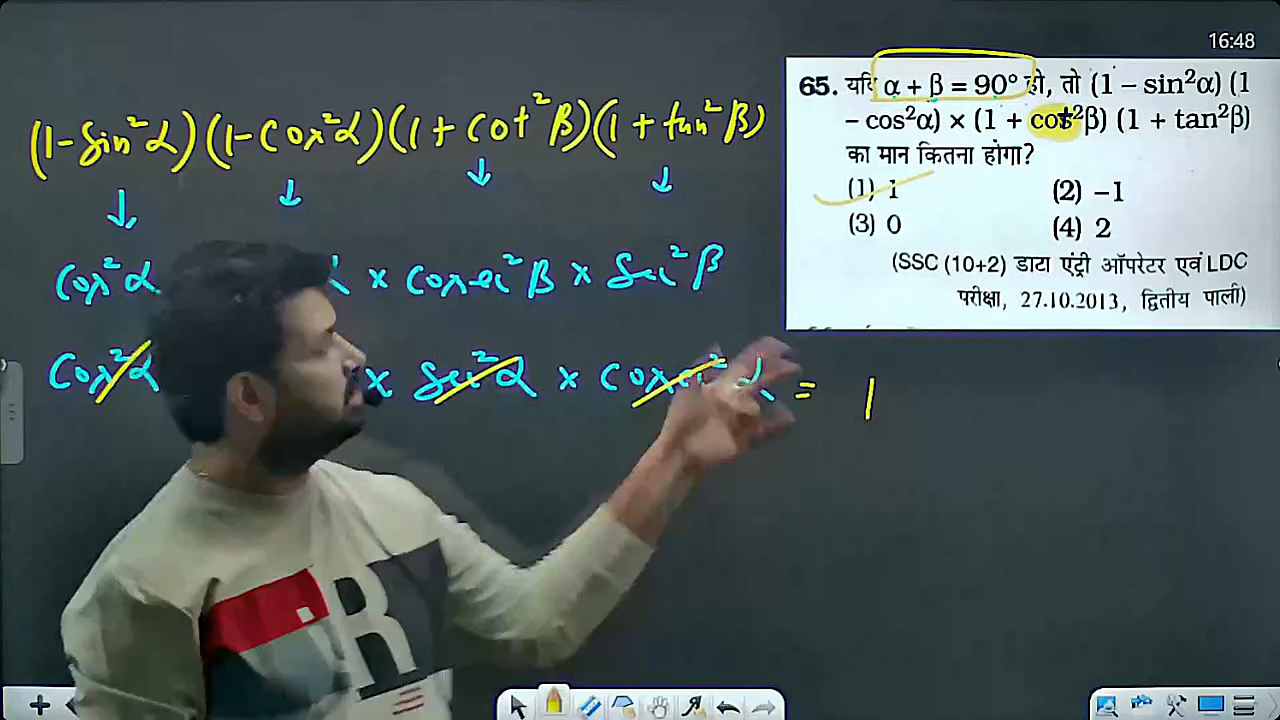 16:48
65. यदि α + β = 90° हो, तो (1 – sin²α) (1
– cos²α) × (1 + cot²β) (1 + tan²β)
का मान कितना होगा?
(1) 1 (2) –1
(3) 0 (4) 2
(SSC (10+2) डाटा एंट्री ऑपरेटर एवं LDC
परीक्षा, 27.10.2013, द्वितीय पाली)
(1-Sin²α)(1-Cos²α)(1+Cot²β)(1+tan²β)
Cos²α α × Cosec²β × Sec²β
Cos²α × Sec²α × Cosec² α = 1
R